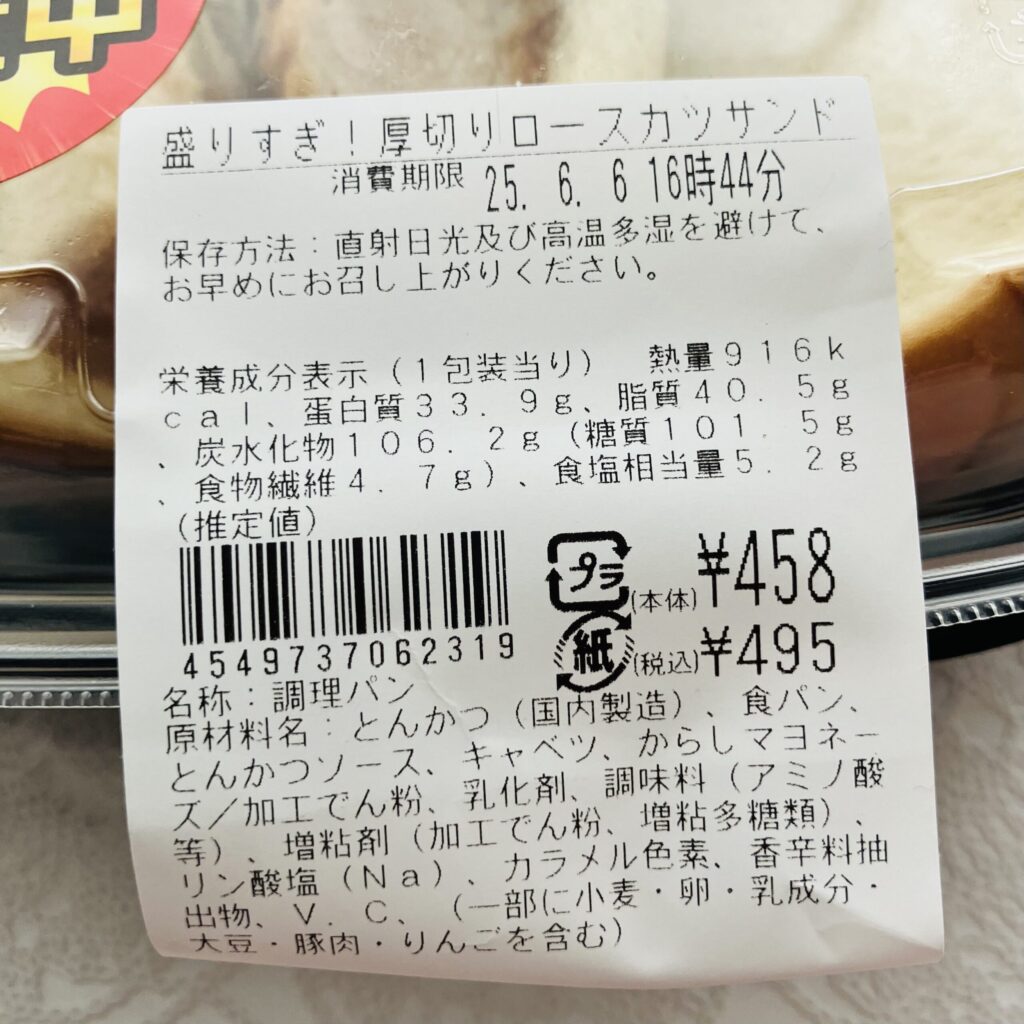 盛りすぎ！厚切りロースカツサンド
消費期限 25. 6. 6 16時44分
保存方法：直射日光及び高温多湿を避けて、
お早めにお召し上がりください。
栄養成分表示（1包装当り）　熱量916k
cal、蛋白質33．9g、脂質40．5g
、炭水化物106．2g（糖質101．5g
、食物繊維4．7g）、食塩相当量5．2g
（推定値）
プラ
(本体) ¥458
紙
(税込) ¥495
4549737062319
名称：調理パン
原材料名：とんかつ（国内製造）、食パン、
とんかつソース、キャベツ、からしマヨネー
ズ／加工でん粉、乳化剤、調味料（アミノ酸
等）、増粘剤（加工でん粉、増粘多糖類）、
リン酸塩（Na）、カラメル色素、香辛料抽
出物、V．C、（一部に小麦・卵・乳成分・
大豆・豚肉・りんごを含む）